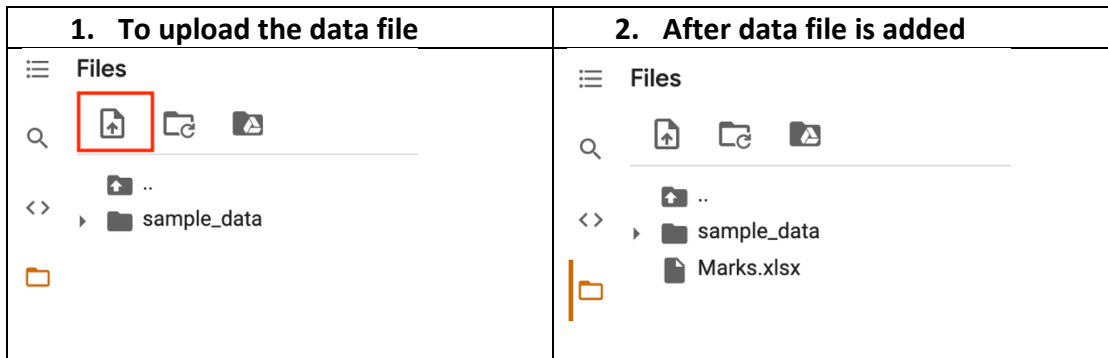 1. To upload the data file
2. After data file is added
Files
..
sample_data
Files
..
sample_data
Marks.xlsx